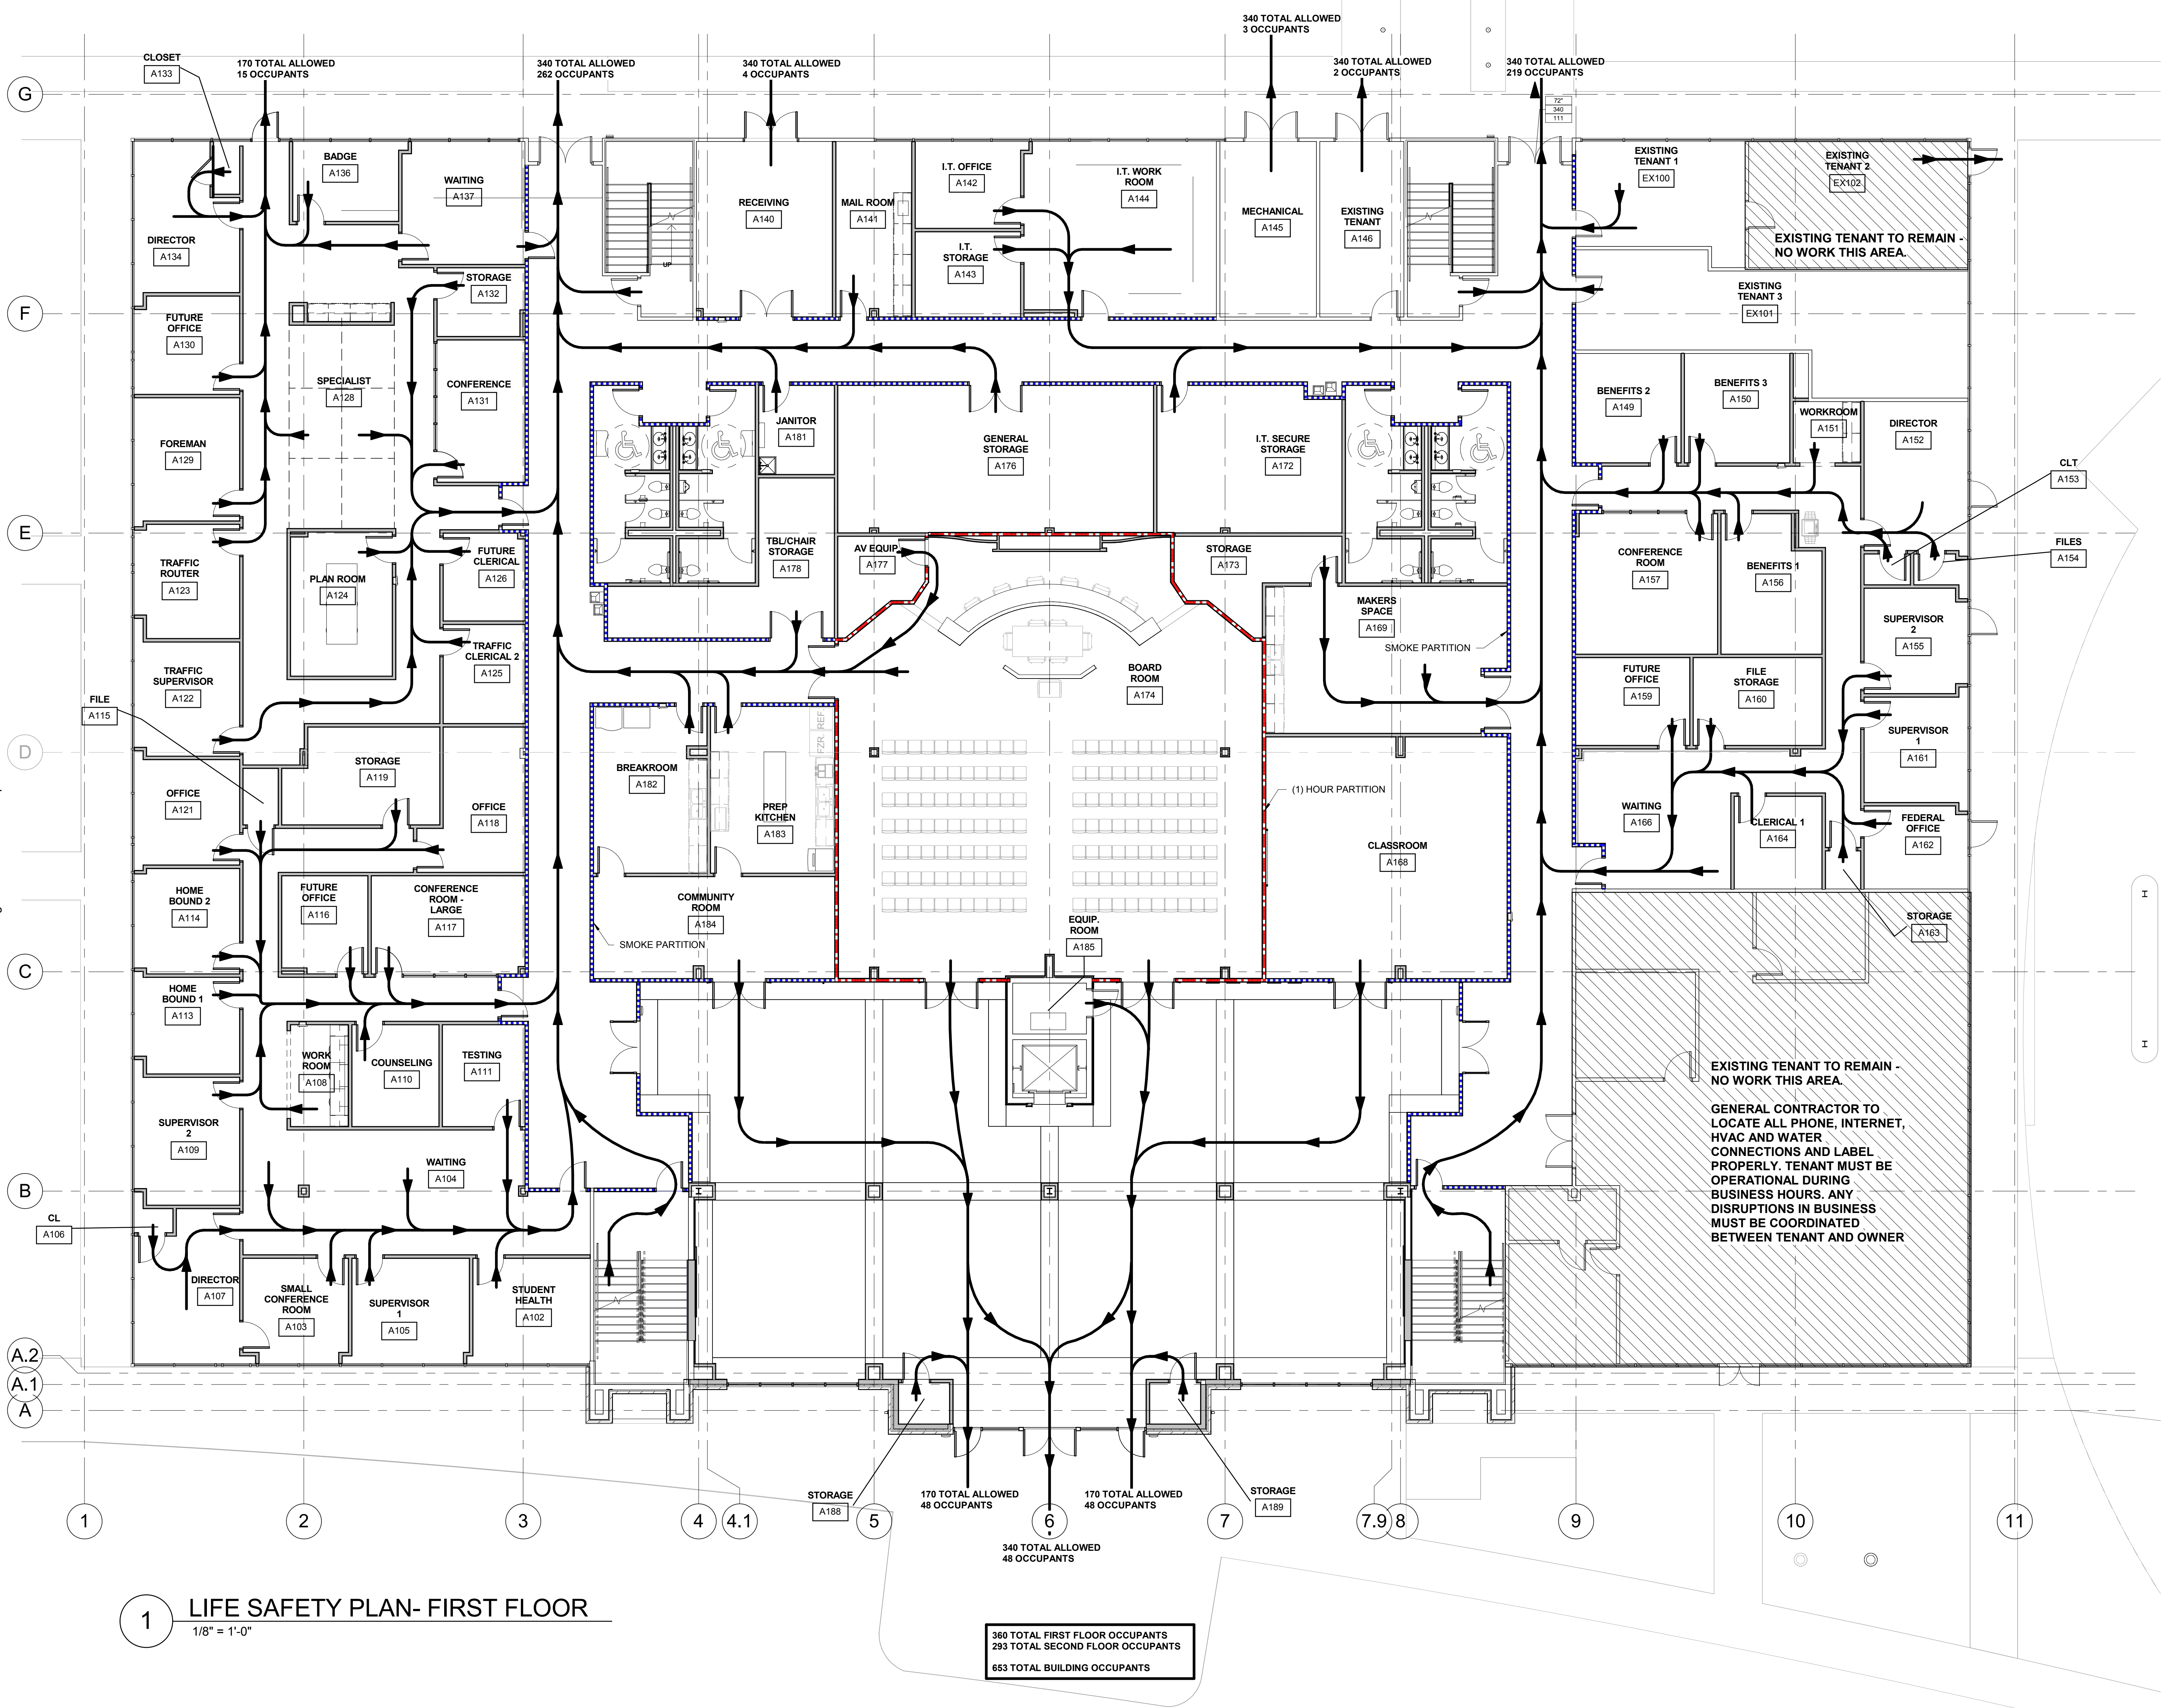 340 TOTAL ALLOWED
3 OCCUPANTS
CLOSET
A133
170 TOTAL ALLOWED
15 OCCUPANTS
340 TOTAL ALLOWED
262 OCCUPANTS
340 TOTAL ALLOWED
4 OCCUPANTS
340 TOTAL ALLOWED
2 OCCUPANTS
340 TOTAL ALLOWED
219 OCCUPANTS
72"
340
111
G
BADGE
A136
WAITING
A137
RECEIVING
A140
MAIL ROOM
A141
I.T. OFFICE
A142
I.T.
STORAGE
A143
I.T. WORK
ROOM
A144
MECHANICAL
A145
EXISTING
TENANT
A146
EXISTING
TENANT 1
EX100
EXISTING
TENANT 2
EX102
EXISTING TENANT TO REMAIN -
NO WORK THIS AREA.
DIRECTOR
A134
STORAGE
A132
UP
EXISTING
TENANT 3
EX101
F
FUTURE
OFFICE
A130
SPECIALIST
A128
CONFERENCE
A131
JANITOR
A181
GENERAL
STORAGE
A176
I.T. SECURE
STORAGE
A172
BENEFITS 2
A149
BENEFITS 3
A150
WORKROOM
A151
DIRECTOR
A152
FOREMAN
A129
CLT
A153
E
TRAFFIC
ROUTER
A123
PLAN ROOM
A124
FUTURE
CLERICAL
A126
TBL/CHAIR
STORAGE
A178
AV EQUIP.
A177
STORAGE
A173
CONFERENCE
ROOM
A157
BENEFITS 1
A156
FILES
A154
MAKERS
SPACE
A169
SMOKE PARTITION
SUPERVISOR
2
A155
TRAFFIC
SUPERVISOR
A122
TRAFFIC
CLERICAL 2
A125
BOARD
ROOM
A174
FUTURE
OFFICE
A159
FILE
STORAGE
A160
FILE
A115
FZR.
REF
D
SUPERVISOR
1
A161
OFFICE
A121
STORAGE
A119
OFFICE
A118
BREAKROOM
A182
PREP
KITCHEN
A183
(1) HOUR PARTITION
CLASSROOM
A168
WAITING
A166
CLERICAL 1
A164
FEDERAL
OFFICE
A162
HOME
BOUND 2
A114
FUTURE
OFFICE
A116
CONFERENCE
ROOM -
LARGE
A117
COMMUNITY
ROOM
A184
SMOKE PARTITION
EQUIP.
ROOM
A185
STORAGE
A163
C
HOME
BOUND 1
A113
WORK
ROOM
A108
COUNSELING
A110
TESTING
A111
EXISTING TENANT TO REMAIN -
NO WORK THIS AREA.
GENERAL CONTRACTOR TO
LOCATE ALL PHONE, INTERNET,
HVAC AND WATER
CONNECTIONS AND LABEL
PROPERLY. TENANT MUST BE
OPERATIONAL DURING
BUSINESS HOURS. ANY
DISRUPTIONS IN BUSINESS
MUST BE COORDINATED
BETWEEN TENANT AND OWNER
SUPERVISOR
2
A109
WAITING
A104
B
CL
A106
DIRECTOR
A107
SMALL
CONFERENCE
ROOM
A103
SUPERVISOR
1
A105
STUDENT
HEALTH
A102
A.2
A.1
A
STORAGE
A188
170 TOTAL ALLOWED
48 OCCUPANTS
170 TOTAL ALLOWED
48 OCCUPANTS
STORAGE
A189
1
2
3
4
4.1
5
6
7
7.9
8
9
10
11
340 TOTAL ALLOWED
48 OCCUPANTS
1
LIFE SAFETY PLAN- FIRST FLOOR
1/8" = 1'-0"
360 TOTAL FIRST FLOOR OCCUPANTS
293 TOTAL SECOND FLOOR OCCUPANTS
653 TOTAL BUILDING OCCUPANTS